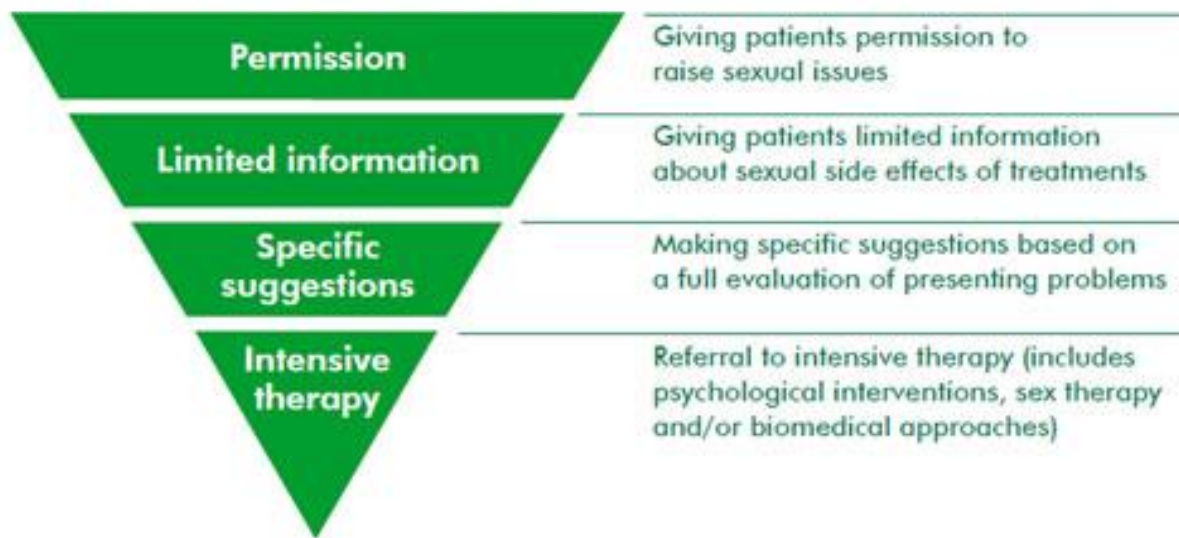 Permission
Giving patients permission to
raise sexual issues
Limited information
Giving patients limited information
about sexual side effects of treatments
Specific
suggestions
Making specific suggestions based on
a full evaluation of presenting problems
Intensive
therapy
Referral to intensive therapy (includes
psychological interventions, sex therapy
and/or biomedical approaches)